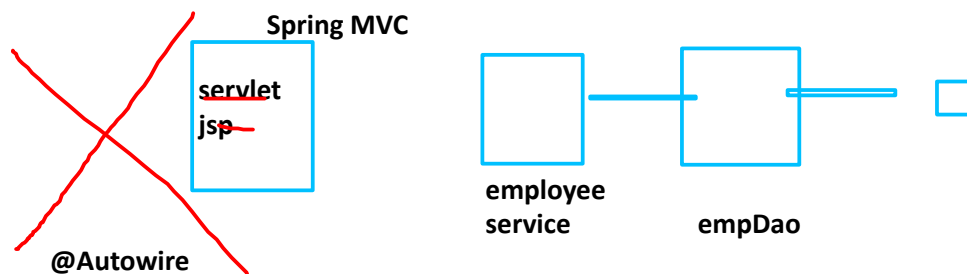 Spring MVC
servlet
jsp
employee
service
empDao
@Autowire